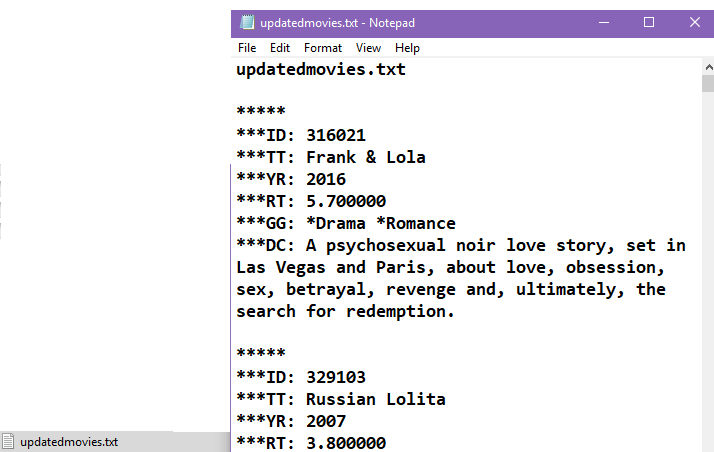 updatedmovies.txt - Notepad
File Edit Format View Help
updatedmovies.txt
*****
***ID: 316021
***TT: Frank & Lola
***YR: 2016
***RT: 5.700000
***GG: *Drama *Romance
***DC: A psychosexual noir love story, set in
Las Vegas and Paris, about love, obsession,
sex, betrayal, revenge and, ultimately, the
search for redemption.
*****
***ID: 329103
***TT: Russian Lolita
***YR: 2007
***RT: 3.800000
updatedmovies.txt